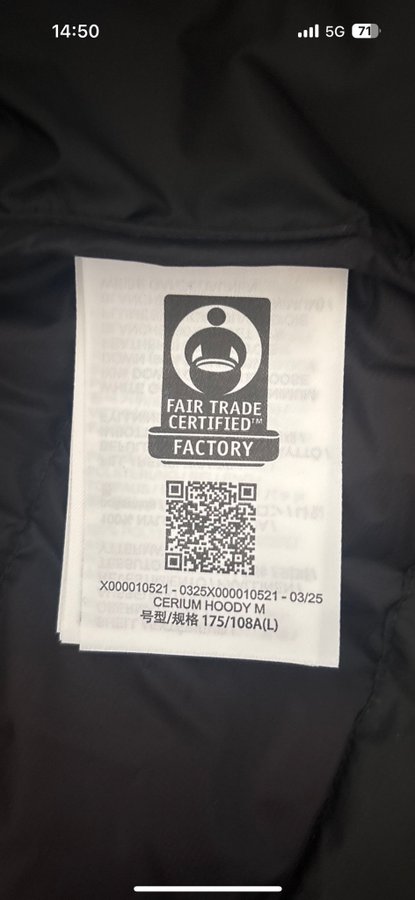 14:50
5G 71
FAIR TRADE
CERTIFIED™
FACTORY
X000010521 - 0325X000010521 - 03/25
CERIUM HOODY M
号型/规格 175/108A(L)